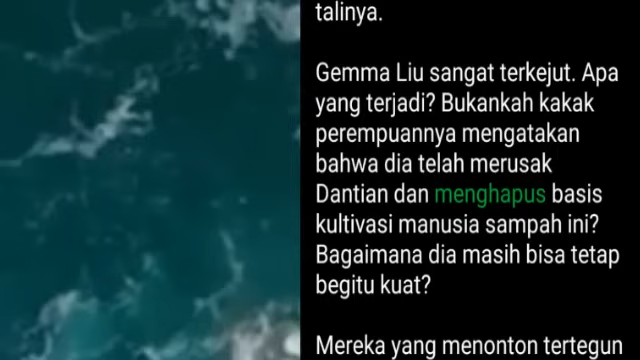 talinya.
Gemma Liu sangat terkejut. Apa
yang terjadi? Bukankah kakak
perempuannya mengatakan
bahwa dia telah merusak
Dantian dan menghapus basis
kultivasi manusia sampah ini?
Bagaimana dia masih bisa tetap
begitu kuat?
Mereka yang menonton tertegun